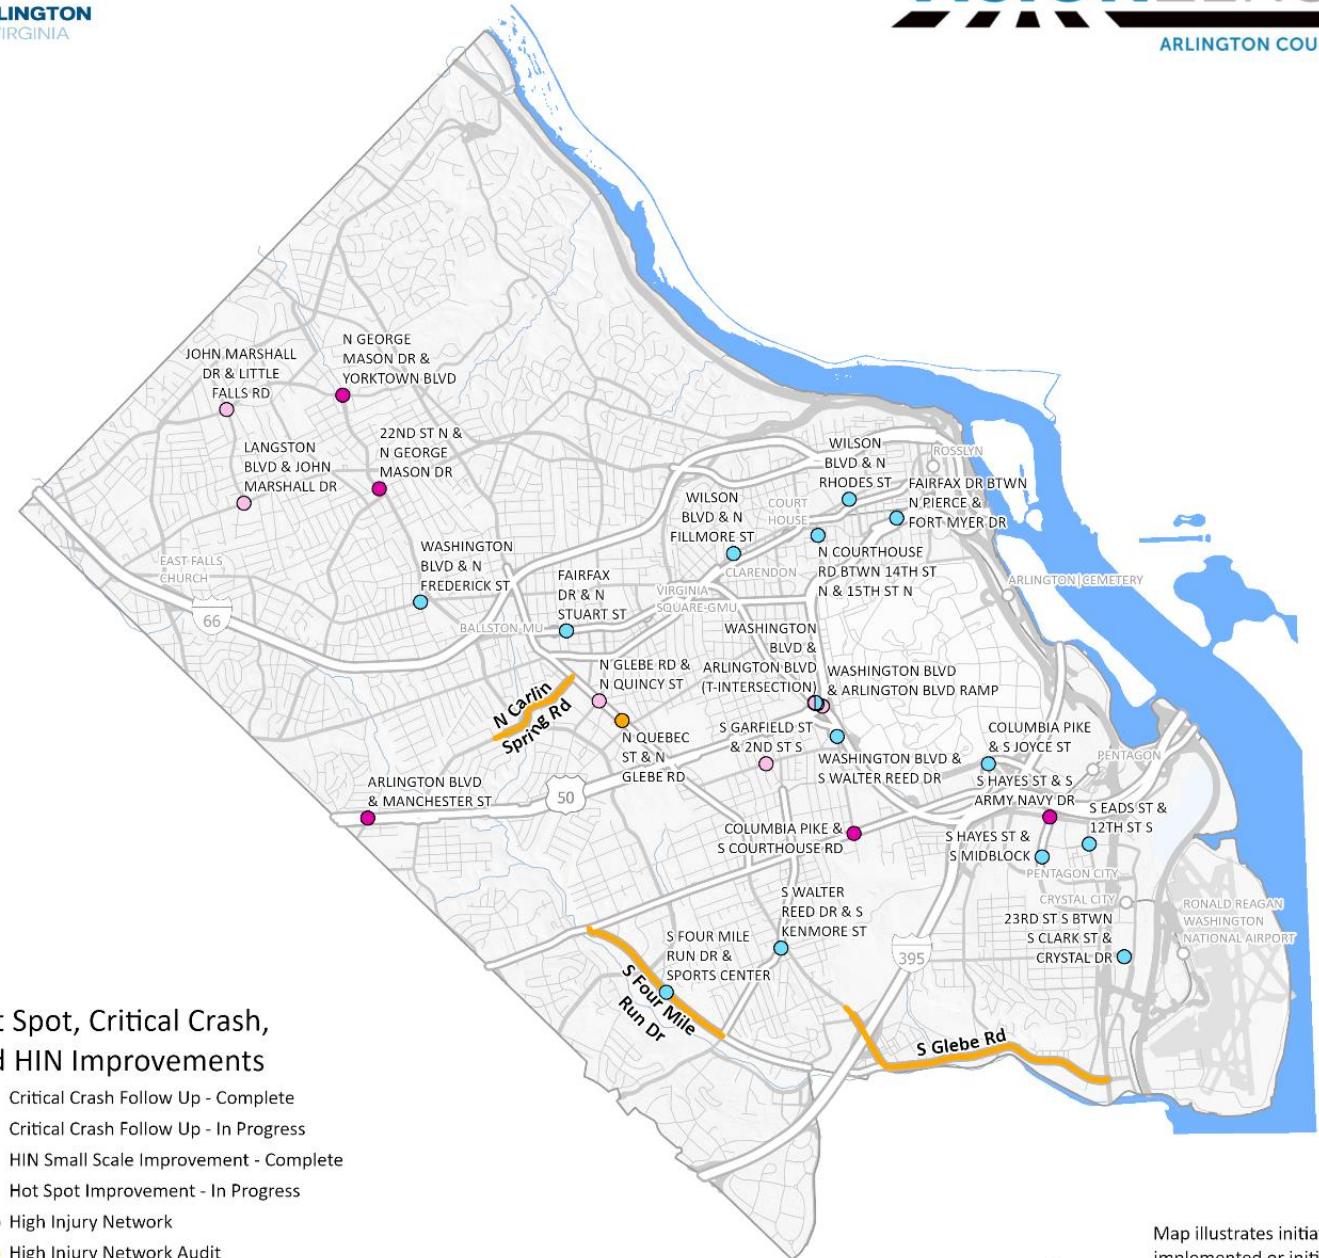 ARLINGTON COU
JOHN MARSHALL
DR & LITTLE
FALLS RD
N GEORGE
MASON DR &
YORKTOWN BLVD
LANGSTON
BLVD & JOHN
MARSHALL DR
22ND ST N &
N GEORGE
MASON DR
WILSON
BLVD & N
RHODES ST
ROSSLYN
FAIRFAX DR BTWN
N PIERCE &
FORT MYER DR
WILSON
BLVD & N
FILLMORE ST
COURT
HOUSE
N COURTHOUSE
RD BTWN 14TH ST
N & 15TH ST N
CLARENDON
ARLINGTON CEMETERY
EAST FALLS
CHURCH
66
WASHINGTON
BLVD & N
FREDERICK ST
FAIRFAX
DR & N
STUART ST
BALLSTON-MU
VIRGINIA
SQUARE-GMU
WASHINGTON
BLVD &
ARLINGTON BLVD
(T-INTERSECTION)
WASHINGTON BLVD
& ARLINGTON BLVD RAMP
N GLEBE RD &
N QUINCY ST
N Carlin
Spring Rd
N QUEBEC
ST & N
GLEBE RD
S GARFIELD ST
& 2ND ST S
WASHINGTON BLVD &
S WALTER REED DR
COLUMBIA PIKE
& S JOYCE ST
PENTAGON
S HAYES ST & S
ARMY NAVY DR
S EADS ST &
12TH ST S
ARLINGTON BLVD
& MANCHESTER ST
50
COLUMBIA PIKE &
S COURTHOUSE RD
S HAYES ST &
S MIDBLOCK
PENTAGON CITY
CRYSTAL CITY
RONALD REAGAN
WASHINGTON
NATIONAL AIRPORT
23RD ST S BTWN
S CLARK ST &
CRYSTAL DR
S WALTER
REED DR & S
KENMORE ST
395
S FOUR MILE
RUN DR &
SPORTS CENTER
S Four Mile
Run Dr
S Glebe Rd
Spot, Critical Crash,
HIN Improvements
Critical Crash Follow Up - Complete
Critical Crash Follow Up - In Progress
HIN Small Scale Improvement - Complete
Hot Spot Improvement - In Progress
High Injury Network
High Injury Network Audit
Map illustrates initia
implemented or initi